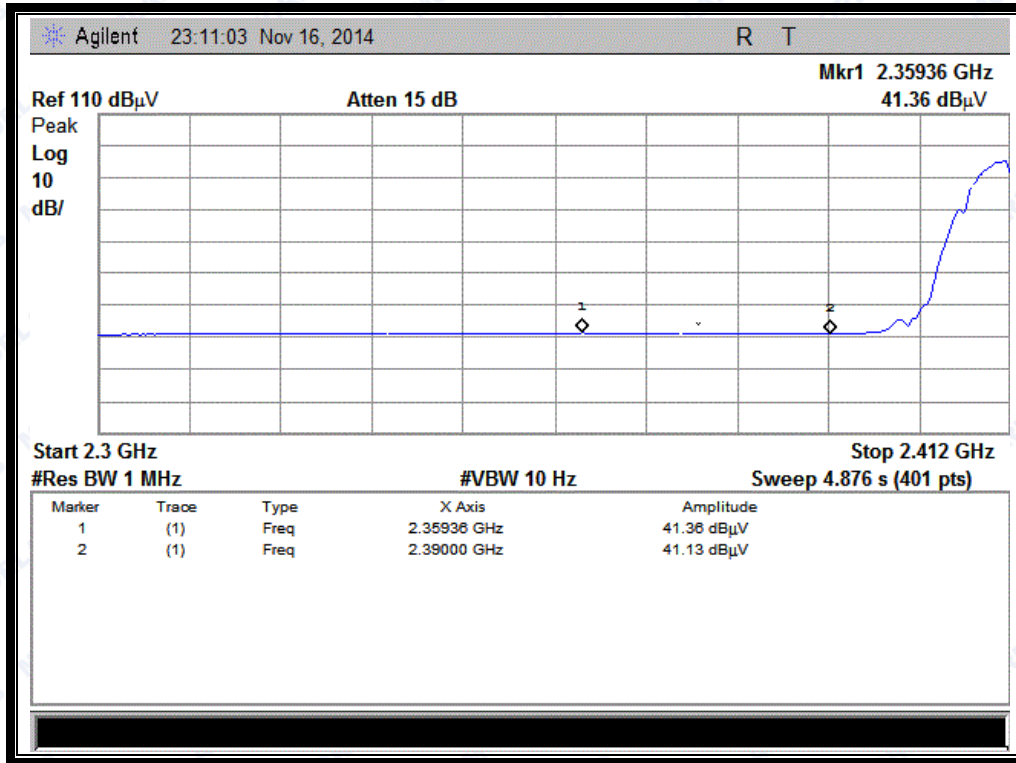 Agilent 23:11:03 Nov 16, 2014 R T
Mkr1 2.35936 GHz
Ref 110 dBµV Atten 15 dB 41.36 dBµV
Peak
Log
10
dB/
1
2
Start 2.3 GHz Stop 2.412 GHz
#Res BW 1 MHz #VBW 10 Hz Sweep 4.876 s (401 pts)
Marker Trace Type X Axis Amplitude
1 (1) Freq 2.35936 GHz 41.36 dBµV
2 (1) Freq 2.39000 GHz 41.13 dBµV